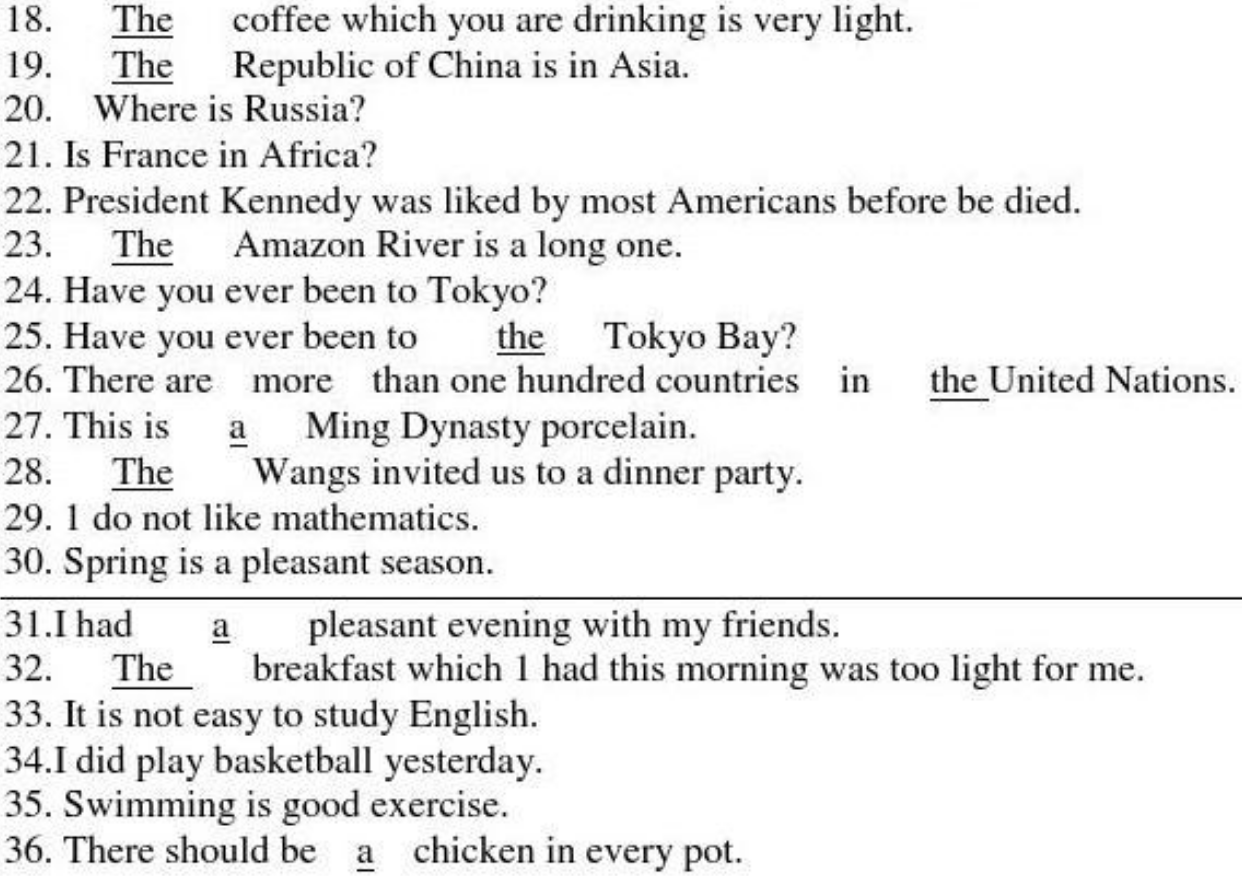 18. The coffee which you are drinking is very light.
19. The Republic of China is in Asia.
20. Where is Russia?
21. Is France in Africa?
22. President Kennedy was liked by most Americans before be died.
23. The Amazon River is a long one.
24. Have you ever been to Tokyo?
25. Have you ever been to the Tokyo Bay?
26. There are more than one hundred countries in the United Nations.
27. This is a Ming Dynasty porcelain.
28. The Wangs invited us to a dinner party.
29. 1 do not like mathematics.
30. Spring is a pleasant season.
31.I had a pleasant evening with my friends.
32. The breakfast which 1 had this morning was too light for me.
33. It is not easy to study English.
34.I did play basketball yesterday.
35. Swimming is good exercise.
36. There should be a chicken in every pot.